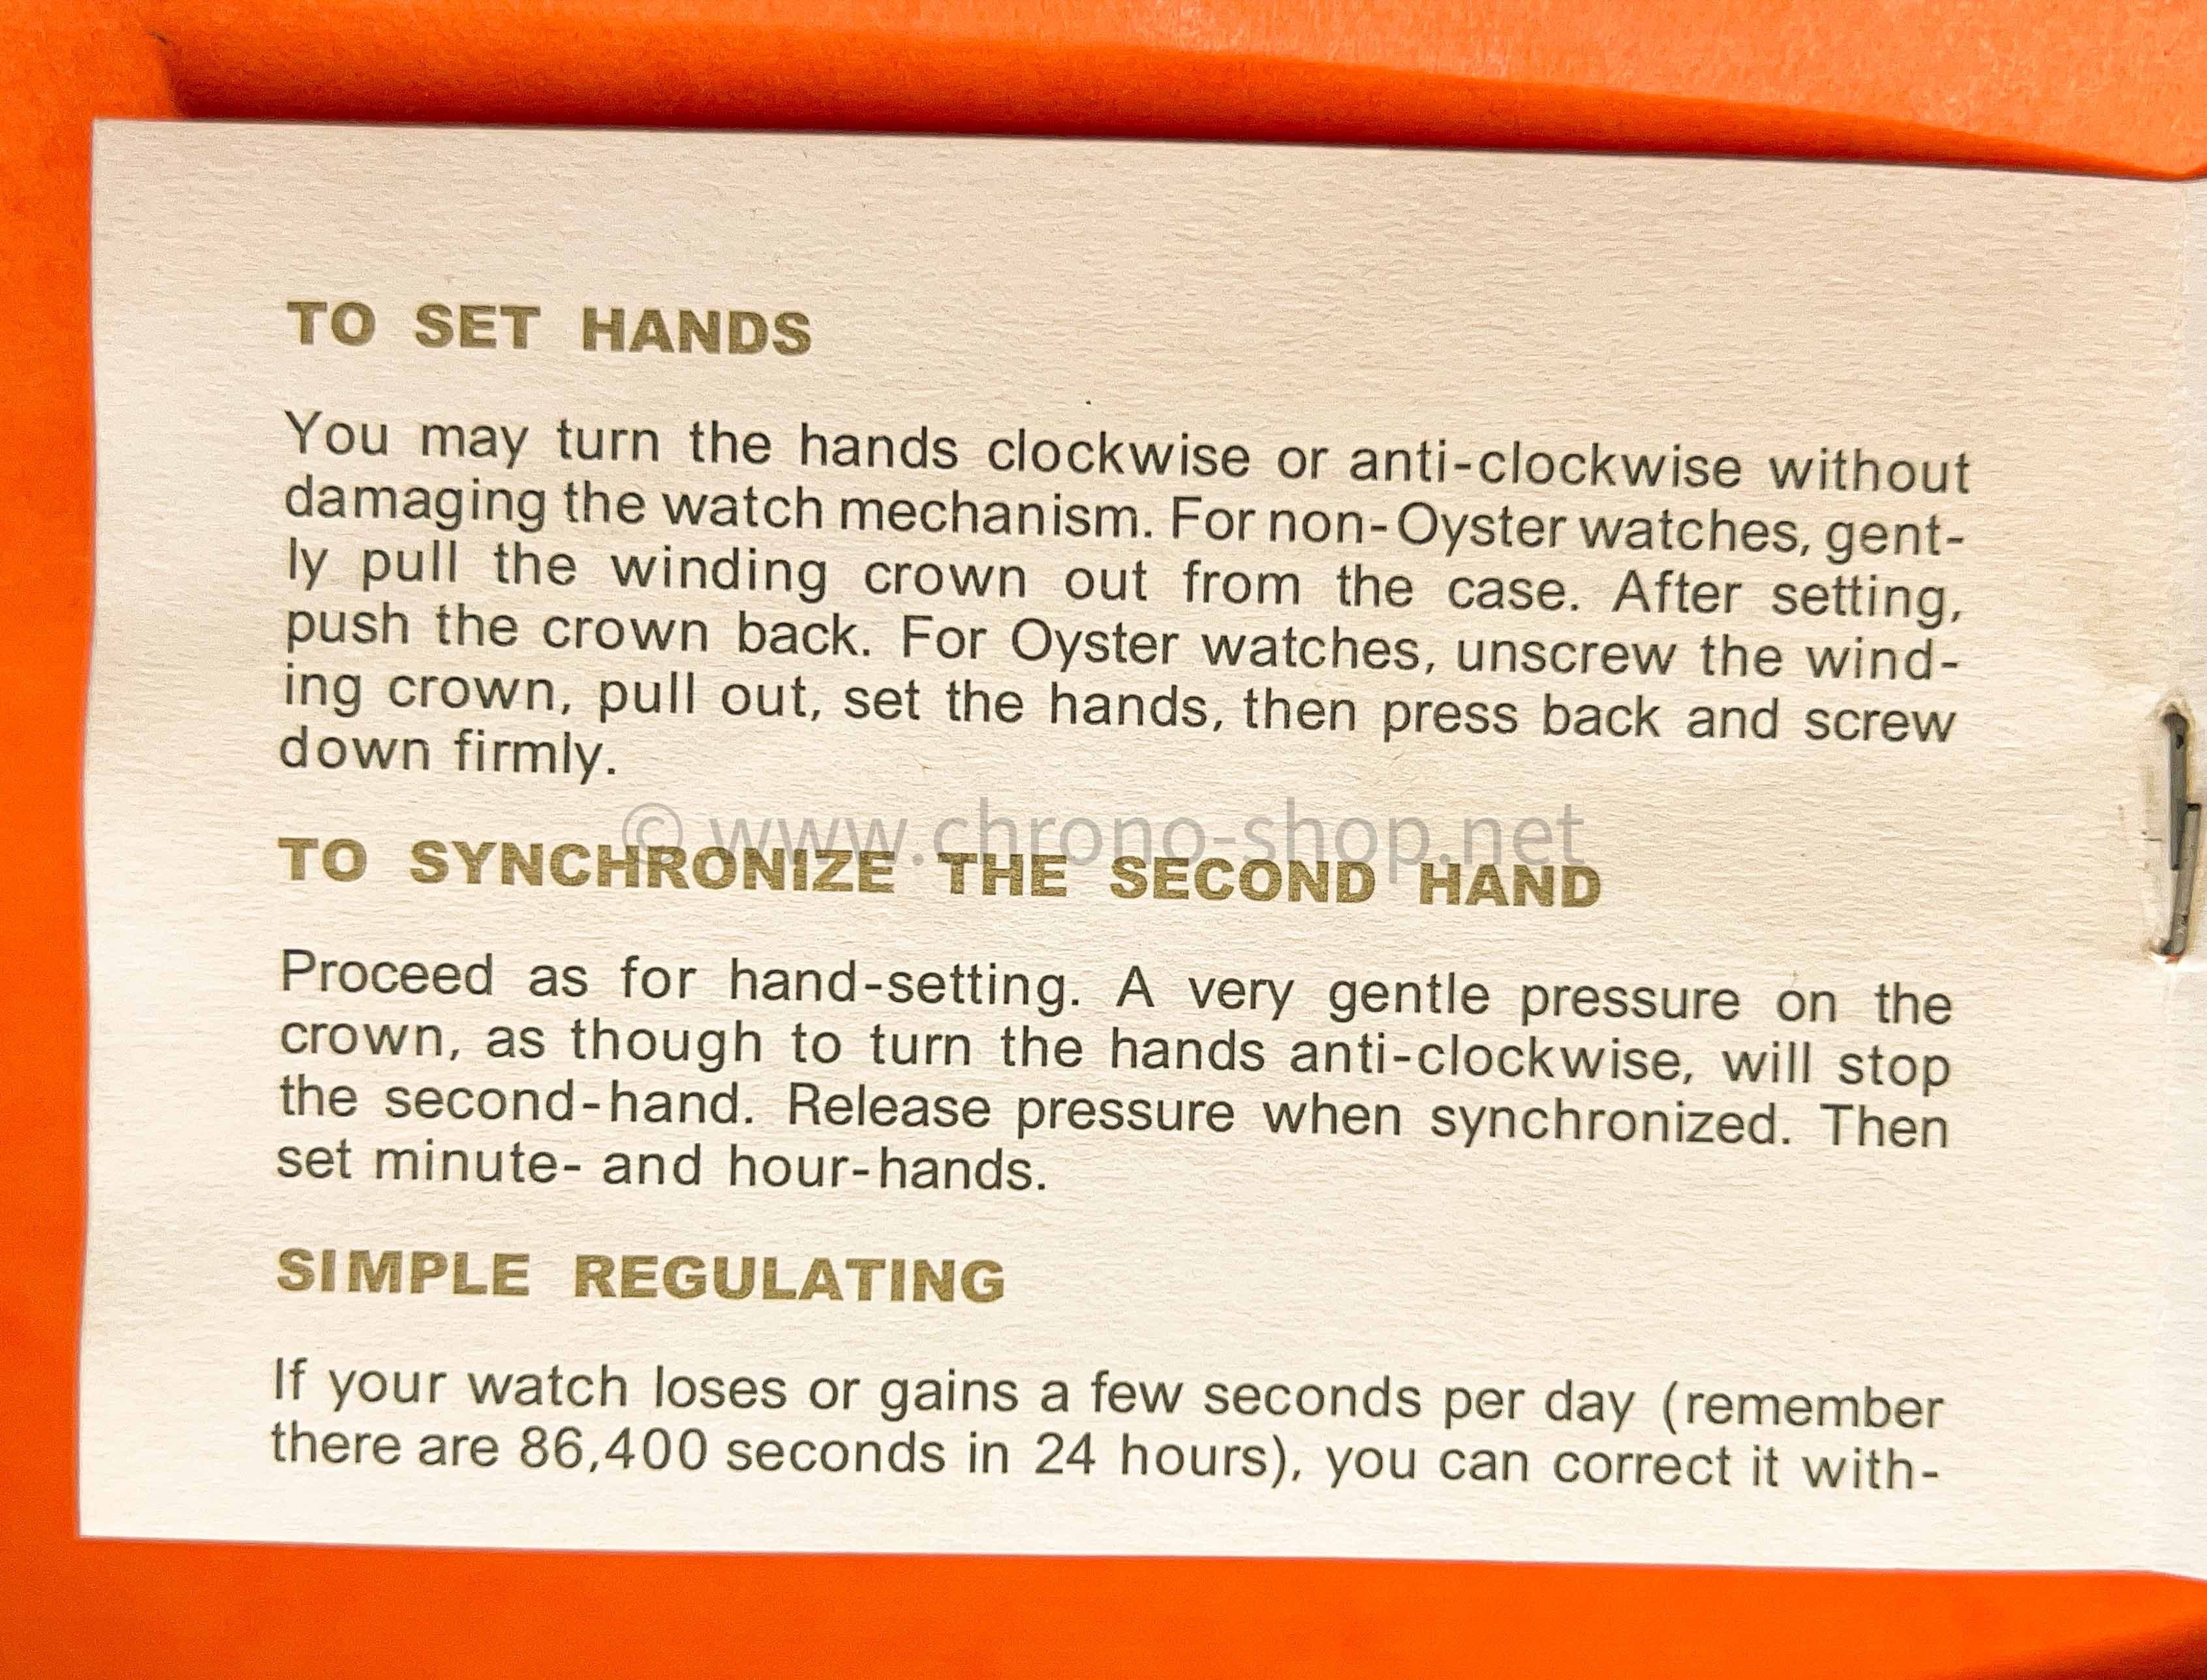 TO SET HANDS
You may turn the hands clockwise or anti-clockwise without
damaging the watch mechanism. For non-Oyster watches, gent-
ly pull the winding crown out from the case. After setting,
push the crown back. For Oyster watches, unscrew the wind-
ing crown, pull out, set the hands, then press back and screw
down firmly.
© www.chrono-shop.net
TO SYNCHRONIZE THE SECOND HAND
Proceed as for hand-setting. A very gentle pressure on the
crown, as though to turn the hands anti-clockwise, will stop
the second-hand. Release pressure when synchronized. Then
set minute- and hour-hands.
SIMPLE REGULATING
If your watch loses or gains a few seconds per day (remember
there are 86,400 seconds in 24 hours), you can correct it with-